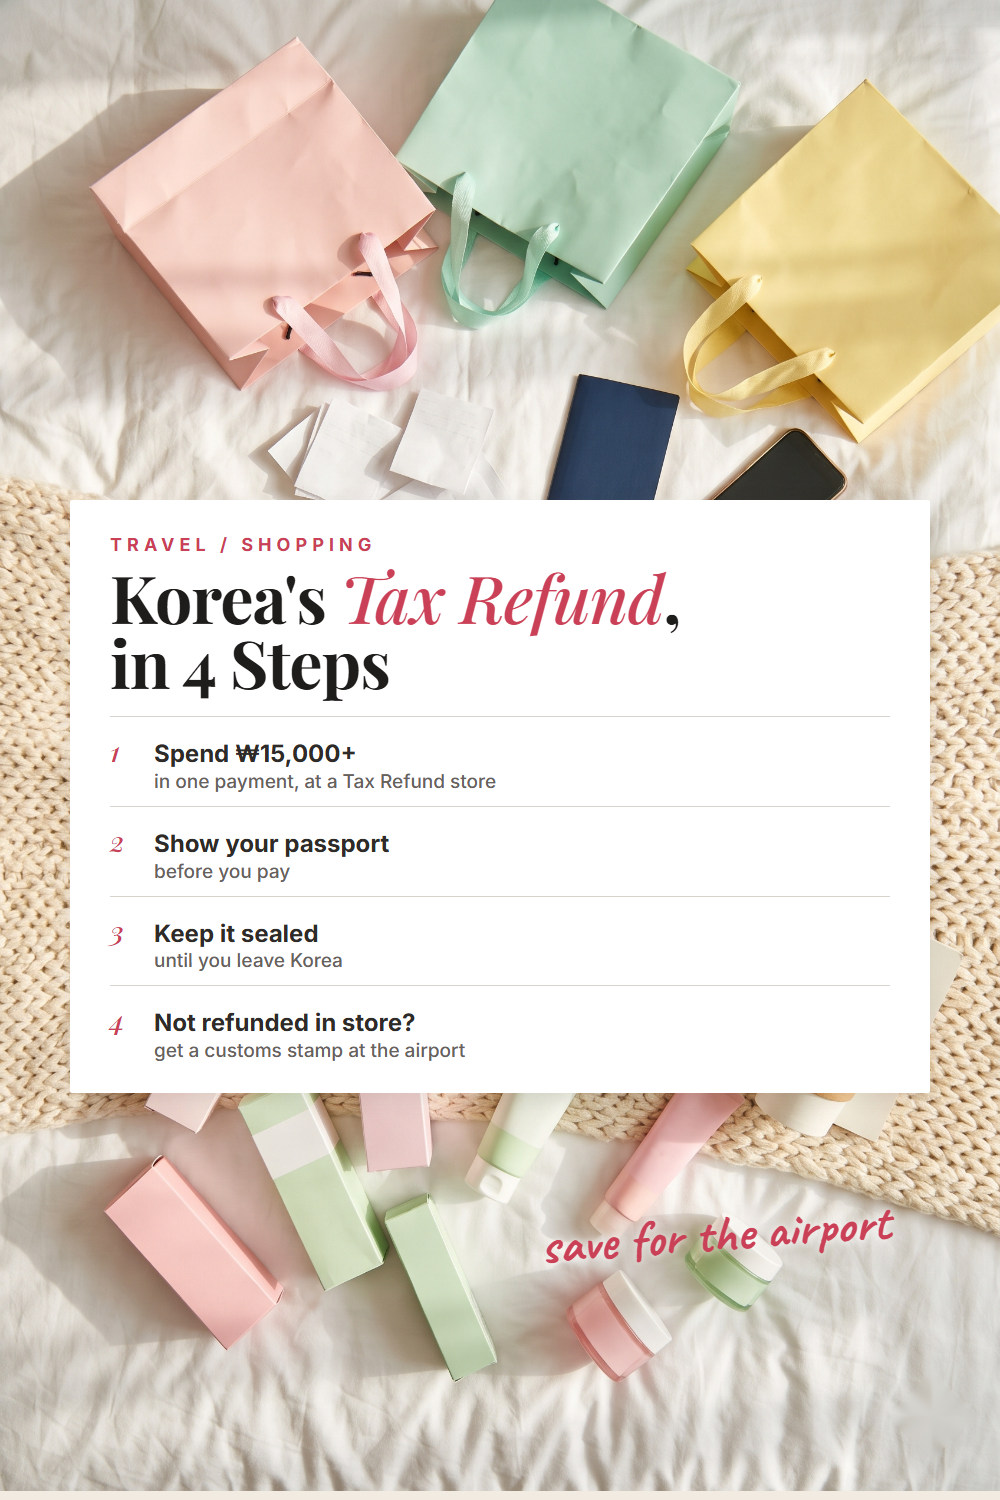 TRAVEL / SHOPPING
Korea's Tax Refund,
in 4 Steps
1 Spend ₩15,000+
in one payment, at a Tax Refund store
2 Show your passport
before you pay
3 Keep it sealed
until you leave Korea
4 Not refunded in store?
get a customs stamp at the airport
save for the airport